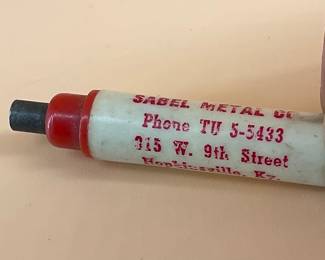 SABEL METAL CO
Phone TU 5-5433
315 W. 9th Street
Hopkinsville, Ky.